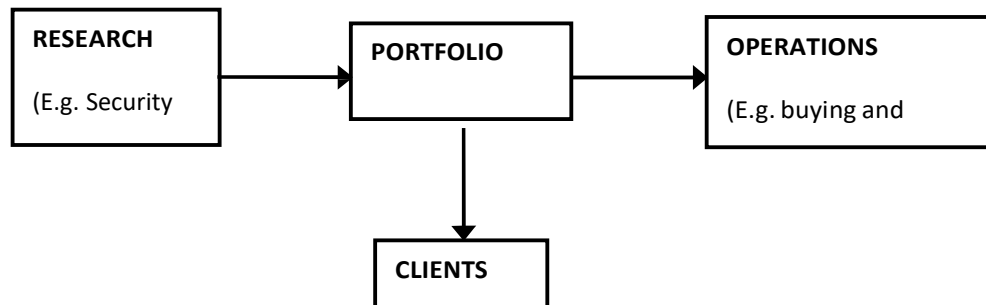 RESEARCH
(E.g. Security
PORTFOLIO
OPERATIONS
(E.g. buying and
CLIENTS